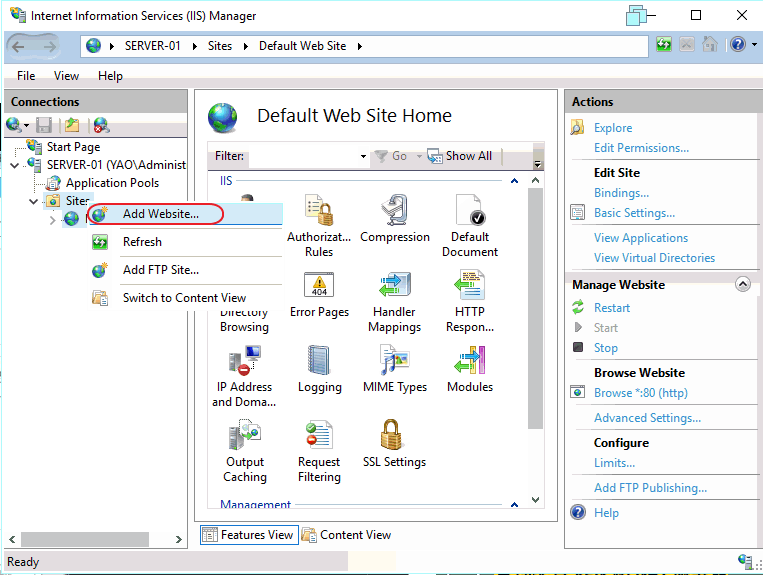 Internet Information Services (IIS) Manager
SERVER-01
Sites
Default Web Site
File View Help
Connections
Start Page
SERVER-01 (YAO\Administ
Application Pools
Sites
Add Website...
Refresh
Add FTP Site...
Switch to Content View
Default Web Site Home
Filter:
Go
Show All
IIS
Authorizat...
Rules
Compression
Default
Document
Directory
Browsing
404
Error Pages
Handler
Mappings
HTTP
Respon...
IP Address
and Doma...
Logging
MIME Types
Modules
Output
Caching
Request
Filtering
SSL Settings
Management
Features View
Content View
Actions
Explore
Edit Permissions...
Edit Site
Bindings...
Basic Settings...
View Applications
View Virtual Directories
Manage Website
Restart
Start
Stop
Browse Website
Browse *:80 (http)
Advanced Settings...
Configure
Limits...
Add FTP Publishing...
Help
Ready